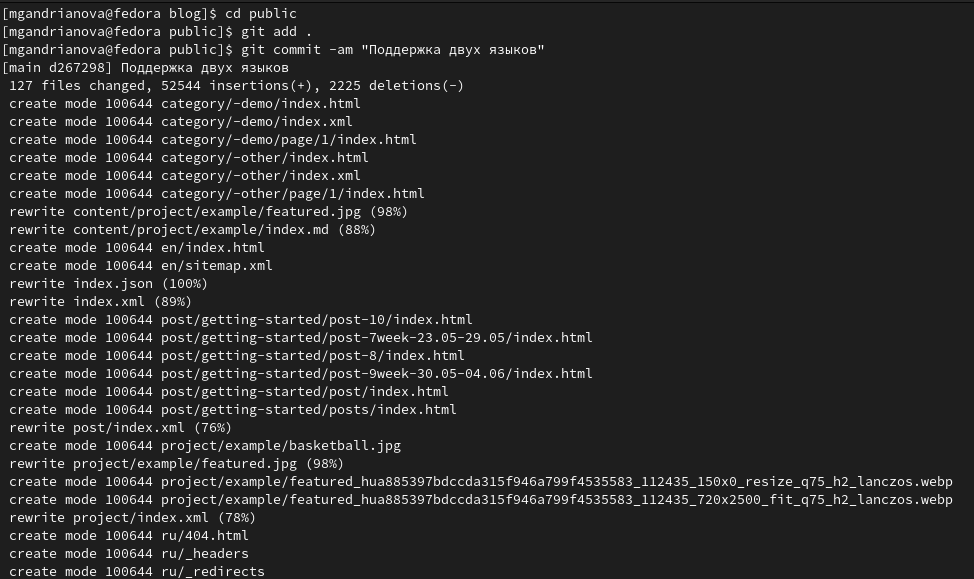 [mgandrianova@fedora blog]$ cd public
[mgandrianova@fedora public]$ git add .
[mgandrianova@fedora public]$ git commit -am "Поддержка двух языков"
[main d267298] Поддержка двух языков
 127 files changed, 52544 insertions(+), 2225 deletions(-)
 create mode 100644 category/-demo/index.html
 create mode 100644 category/-demo/index.xml
 create mode 100644 category/-demo/page/1/index.html
 create mode 100644 category/-other/index.html
 create mode 100644 category/-other/index.xml
 create mode 100644 category/-other/page/1/index.html
 rewrite content/project/example/featured.jpg (98%)
 rewrite content/project/example/index.md (88%)
 create mode 100644 en/index.html
 create mode 100644 en/sitemap.xml
 rewrite index.json (100%)
 rewrite index.xml (89%)
 create mode 100644 post/getting-started/post-10/index.html
 create mode 100644 post/getting-started/post-7week-23.05-29.05/index.html
 create mode 100644 post/getting-started/post-8/index.html
 create mode 100644 post/getting-started/post-9week-30.05-04.06/index.html
 create mode 100644 post/getting-started/post/index.html
 create mode 100644 post/getting-started/posts/index.html
 rewrite post/index.xml (76%)
 create mode 100644 project/example/basketball.jpg
 rewrite project/example/featured.jpg (98%)
 create mode 100644 project/example/featured_hua885397bdccda315f946a799f4535583_112435_150x0_resize_q75_h2_lanczos.webp
 create mode 100644 project/example/featured_hua885397bdccda315f946a799f4535583_112435_720x2500_fit_q75_h2_lanczos.webp
 rewrite project/index.xml (78%)
 create mode 100644 ru/404.html
 create mode 100644 ru/_headers
 create mode 100644 ru/_redirects